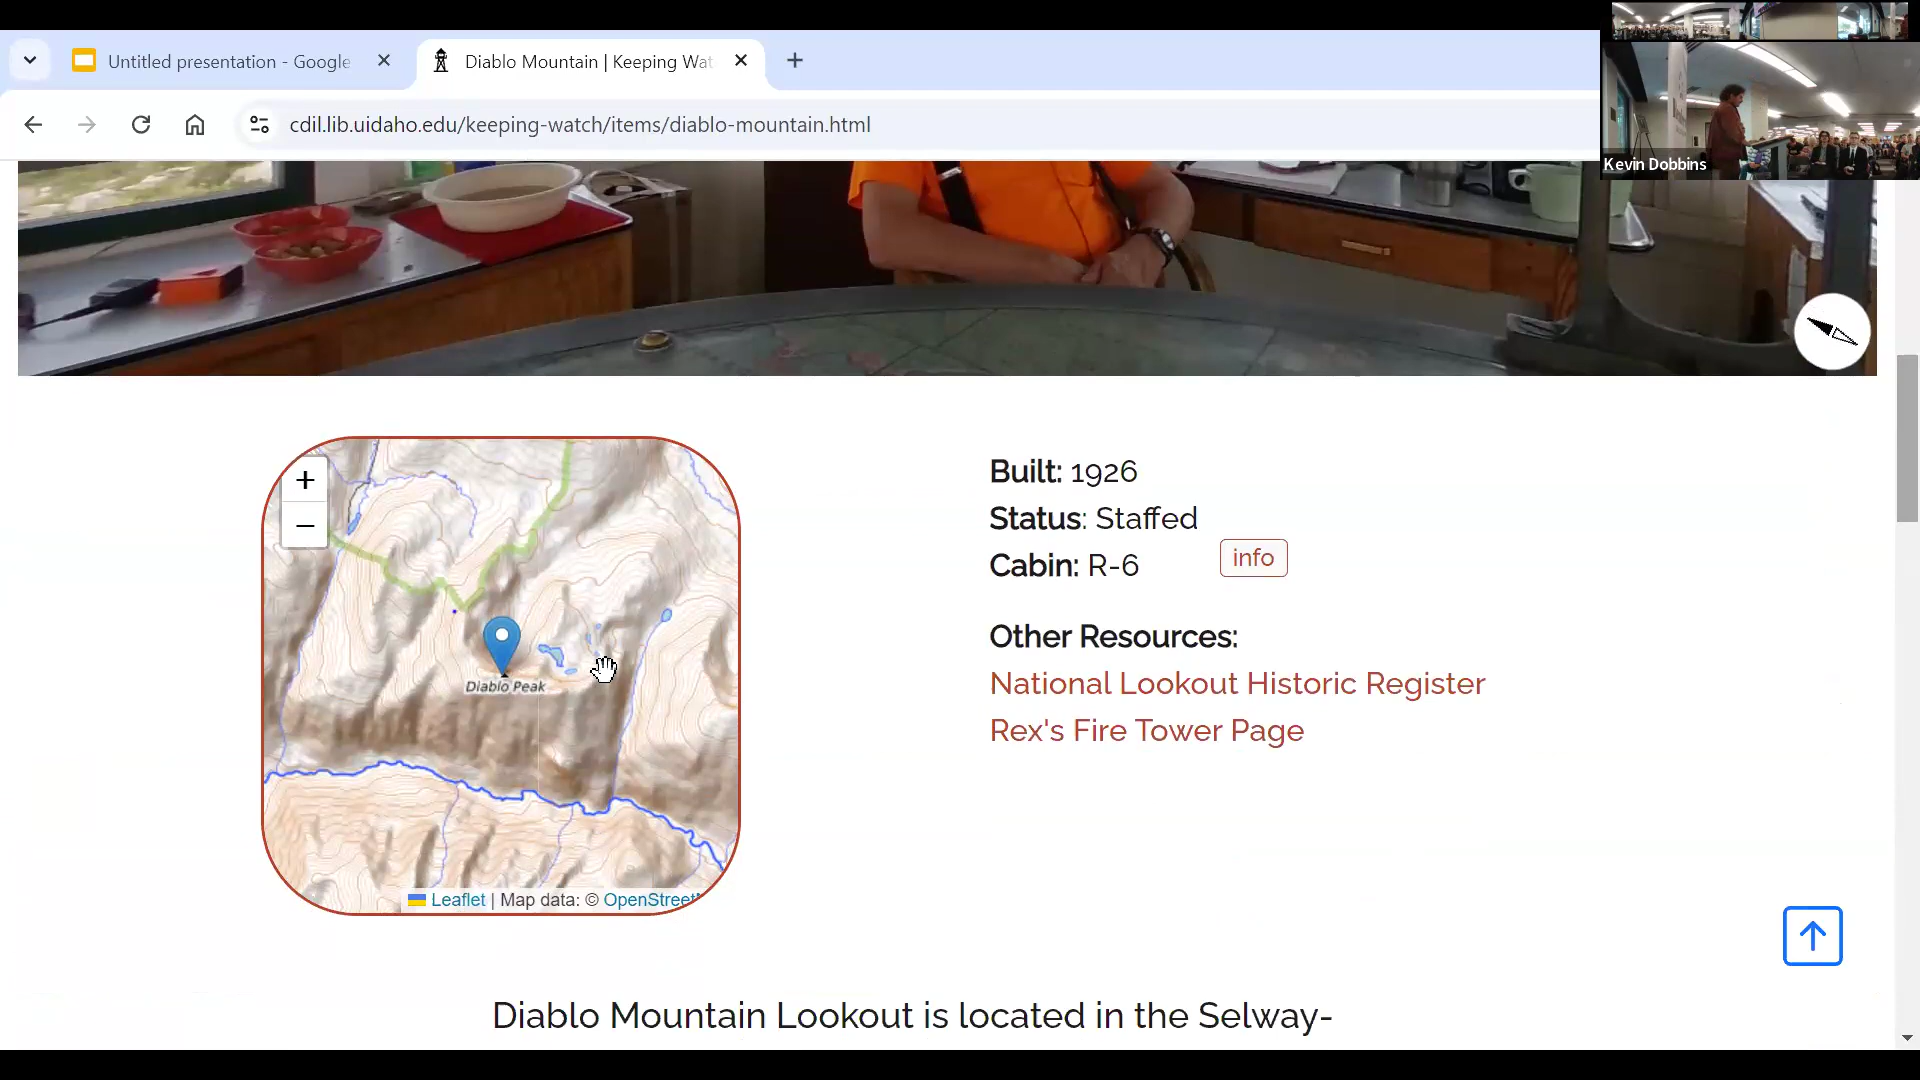 Untitled presentation - Google
Diablo Mountain | Keeping Wat
cdil.lib.uidaho.edu/keeping-watch/items/diablo-mountain.html
Kevin Dobbins
+
−
Diablo Peak
Leaflet | Map data: © OpenStreet
Built: 1926
Status: Staffed
Cabin: R-6
info
Other Resources:
National Lookout Historic Register
Rex's Fire Tower Page
Diablo Mountain Lookout is located in the Selway-